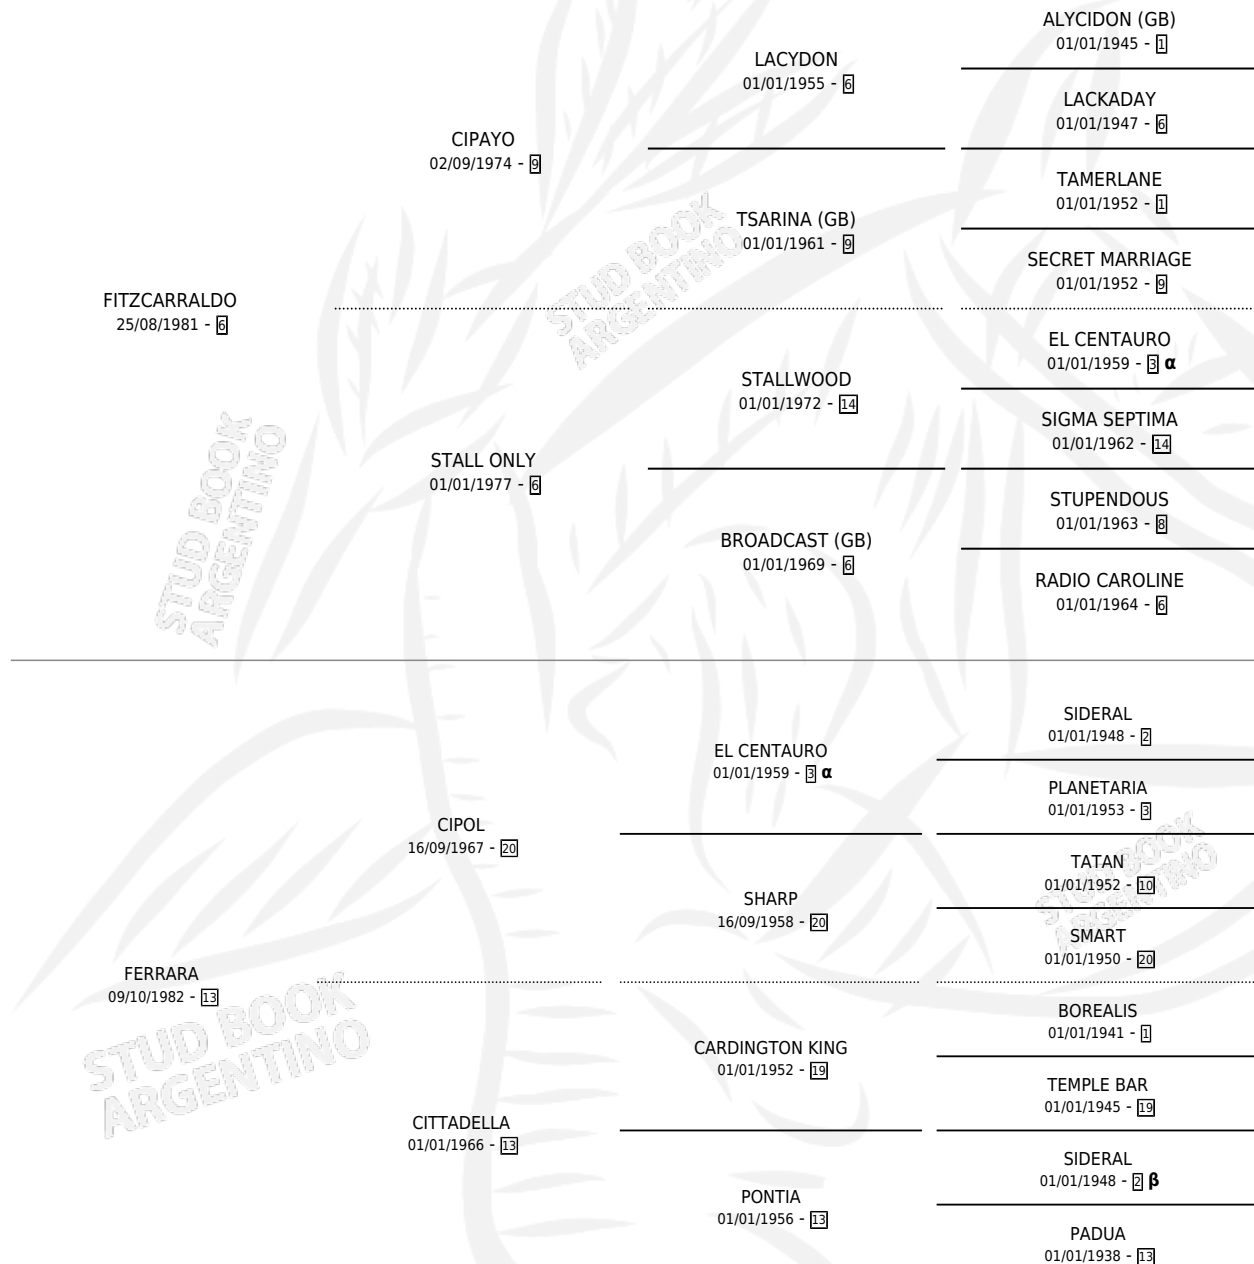 ALYCIDON (GB)
01/01/1945 - 1
LACYDON
01/01/1955 - 6
LACKADAY
01/01/1947 - 6
CIPAYO
02/09/1974 - 9
TAMERLANE
01/01/1952 - 1
TSARINA (GB)
01/01/1961 - 9
SECRET MARRIAGE
01/01/1952 - 9
FITZCARRALDO
25/08/1981 - 6
EL CENTAURO
01/01/1959 - 3 α
STALLWOOD
01/01/1972 - 14
SIGMA SEPTIMA
01/01/1962 - 14
STALL ONLY
01/01/1977 - 6
STUPENDOUS
01/01/1963 - 8
BROADCAST (GB)
01/01/1969 - 6
RADIO CAROLINE
01/01/1964 - 6
SIDERAL
01/01/1948 - 2
EL CENTAURO
01/01/1959 - 3 α
PLANETARIA
01/01/1953 - 3
CIPOL
16/09/1967 - 20
TATAN
01/01/1952 - 10
SHARP
16/09/1958 - 20
SMART
01/01/1950 - 20
FERRARA
09/10/1982 - 13
BOREALIS
01/01/1941 - 1
CARDINGTON KING
01/01/1952 - 19
TEMPLE BAR
01/01/1945 - 19
CITTADELLA
01/01/1966 - 13
SIDERAL
01/01/1948 - 2 β
PONTIA
01/01/1956 - 13
PADUA
01/01/1938 - 13
STUD BOOK
ARGENTINO
STUD BOOK
ARGENTINO
STUD BOOK
ARGENTINO
STUD BOOK
ARGENTINO